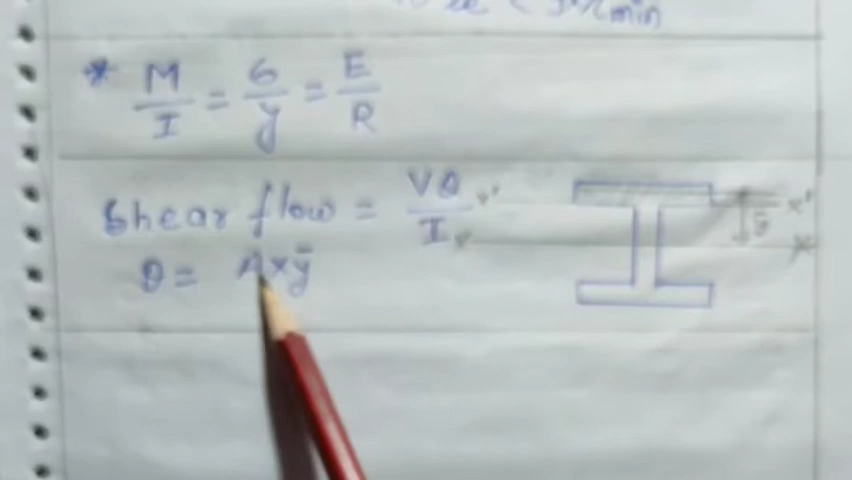 * M/I = σ/y = E/R
Shear flow = VQ/I
Q = A×ȳ
x'
ȳ
x